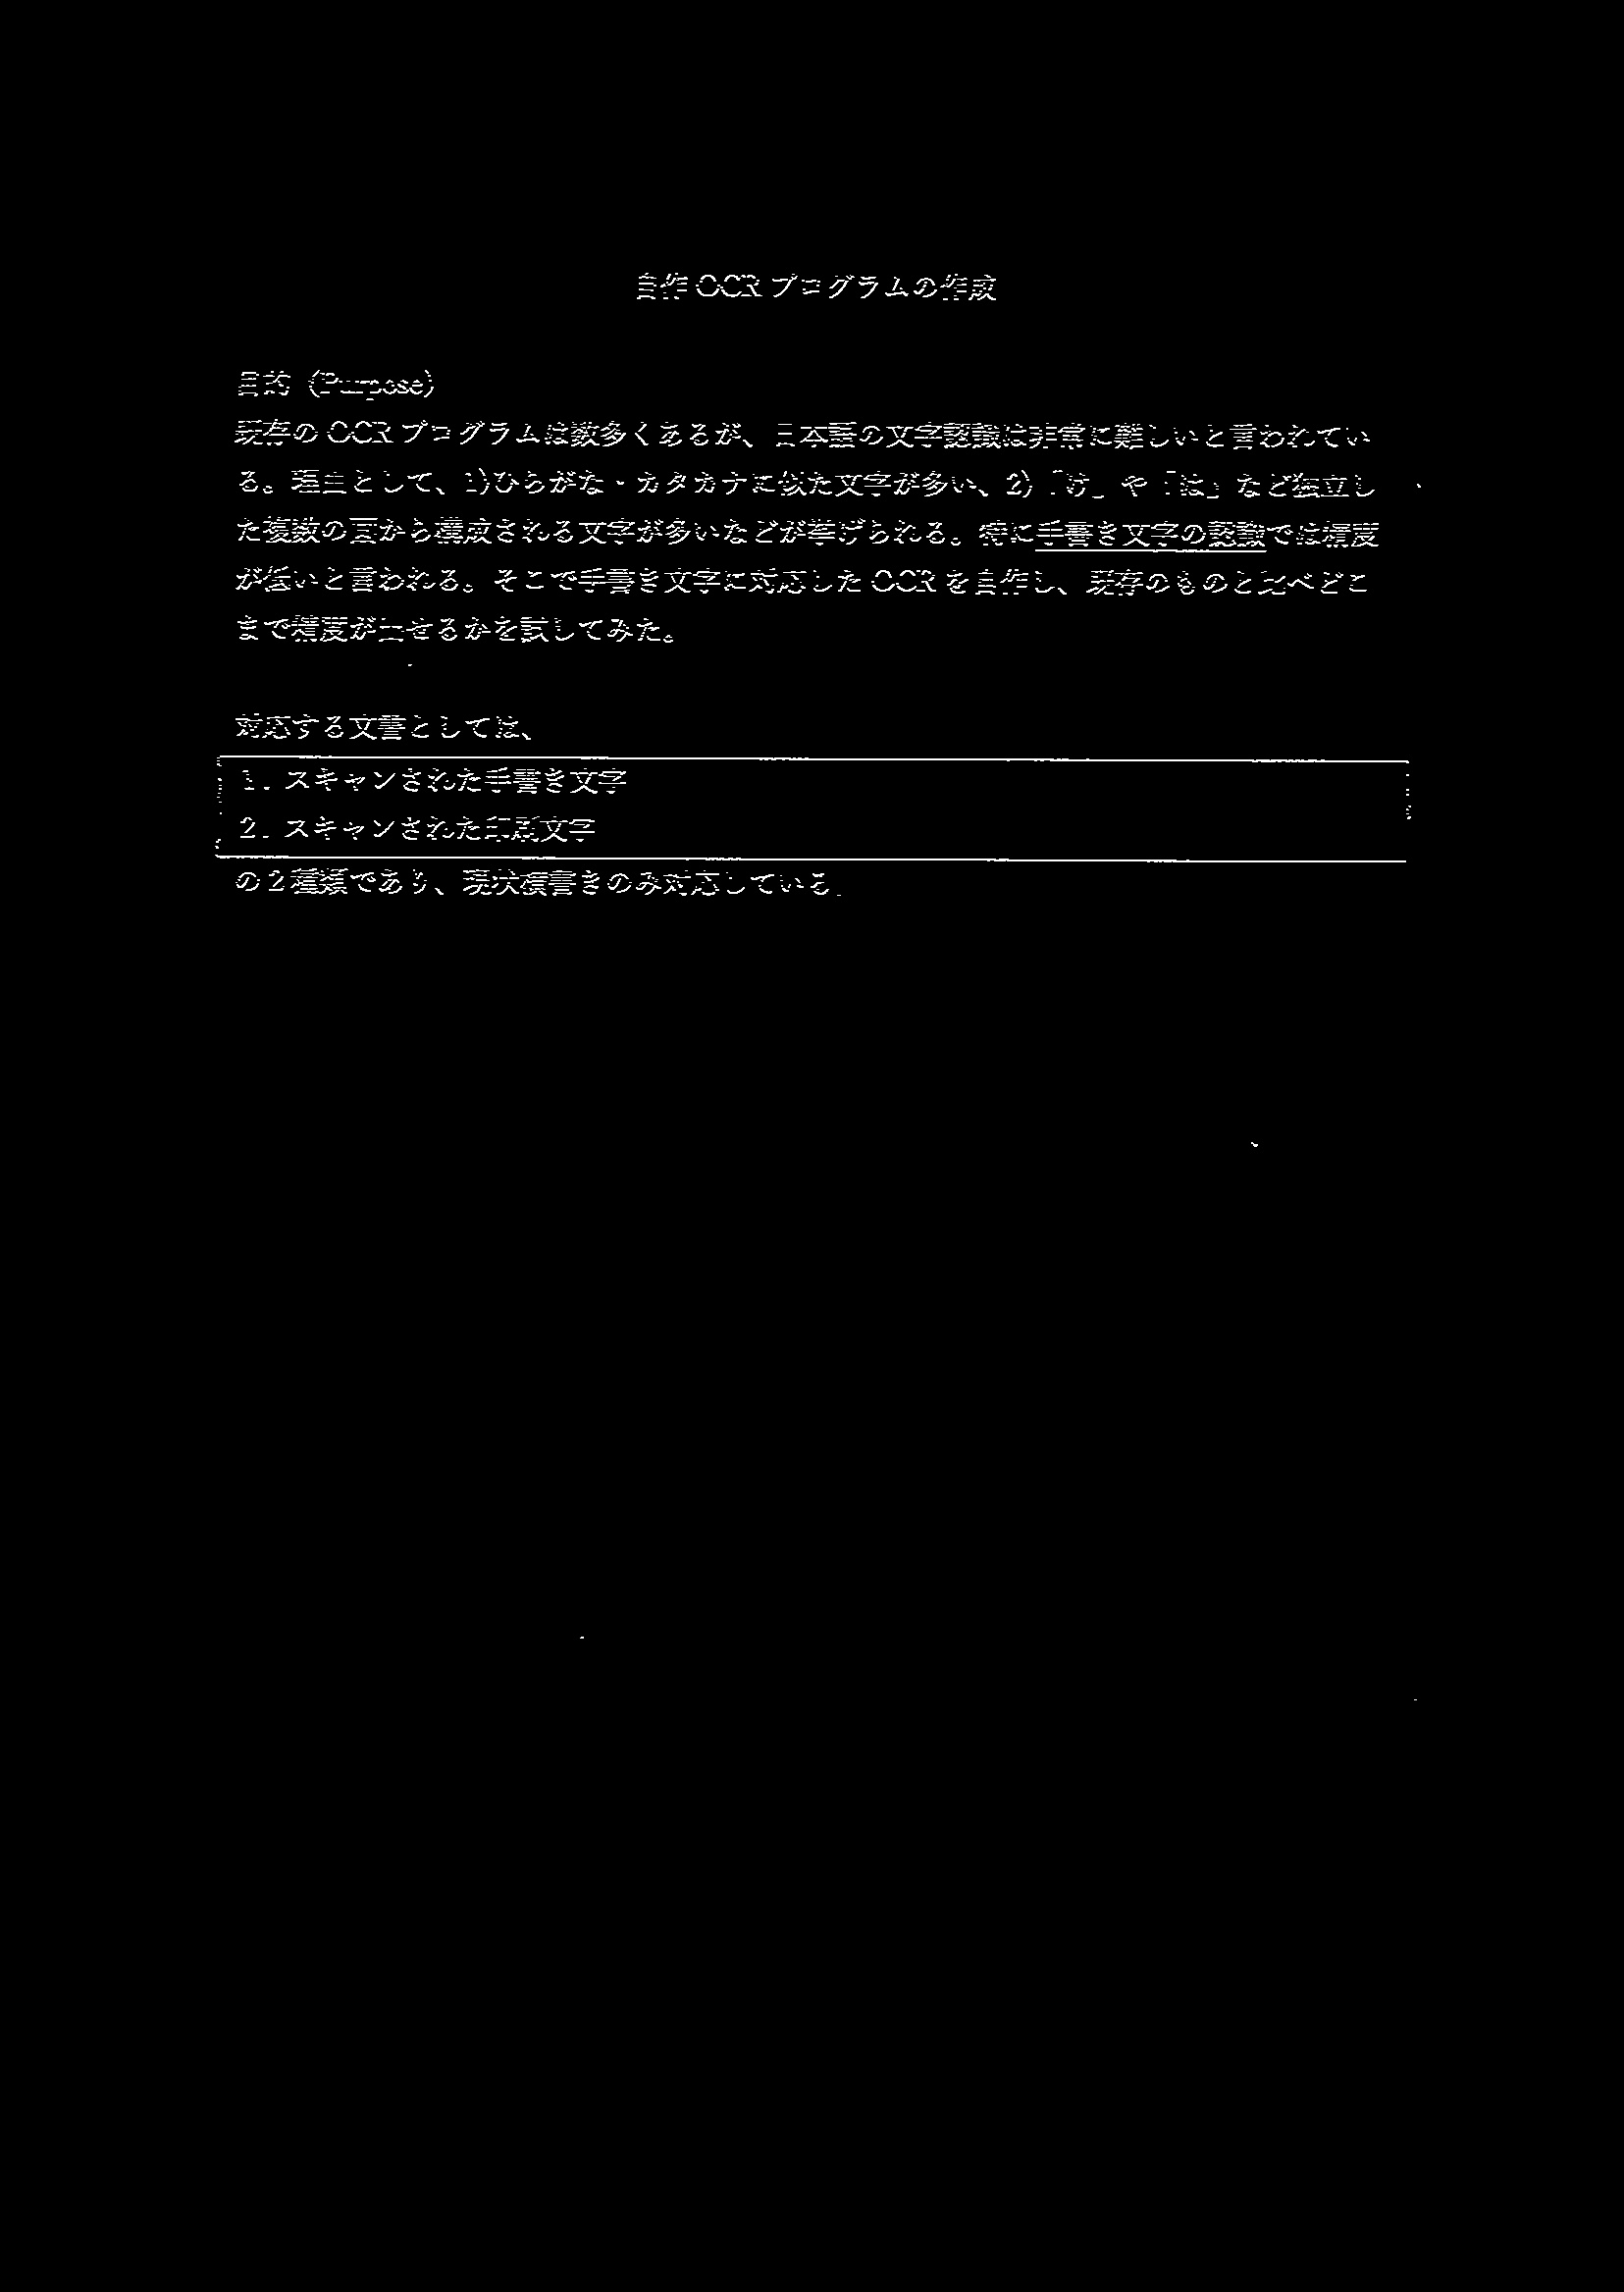 自作 OCR プログラムの作成
目的 (Purpose)
現存の OCR プログラムは数多くあるが、日本語の文字認識は非常に難しいと言われてい
る。理由として、1)ひらがな・カタカナに似た文字が多い、2)「け」や「は」など独立し
た複数の画から構成される文字が多いなどが挙げられる。特に手書き文字の認識では精度
が低いと言われる。そこで手書き文字に対応した OCR を自作し、現存のものと比べどこ
まで精度が出せるかを試してみた。
対応する文書としては、
1. スキャンされた手書き文字
2. スキャンされた印刷文字
の2種類であり、現状横書きのみ対応している.